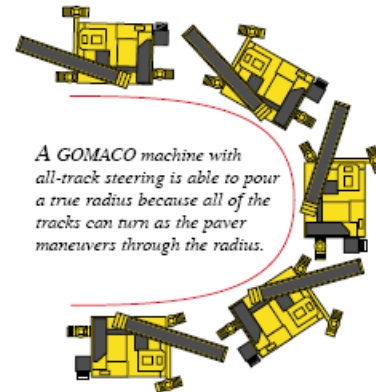 A GOMACO machine with
all-track steering is able to pour
a true radius because all of the
tracks can turn as the paver
maneuvers through the radius.